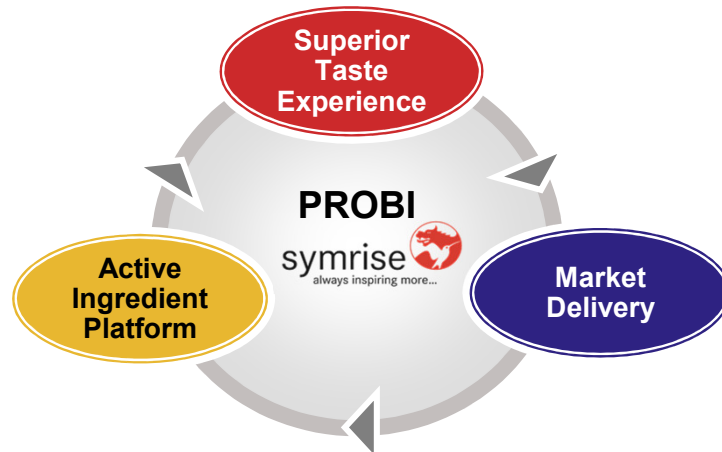 Superior
Taste
Experience
PROBI
symrise
always inspiring more...
Active
Ingredient
Platform
Market
Delivery